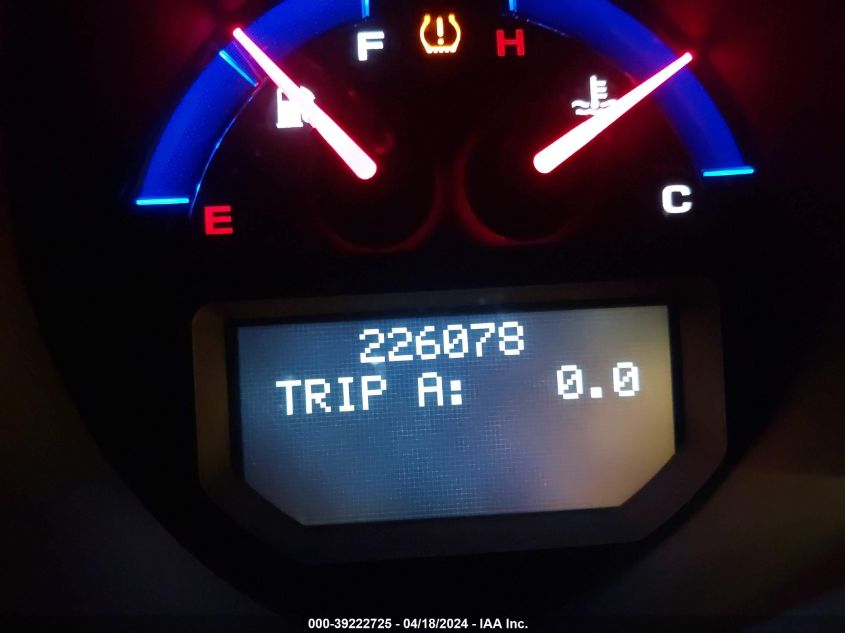 F H
E C
226078
TRIP A: 0.0
000-39222725 - 04/18/2024 - IAA Inc.